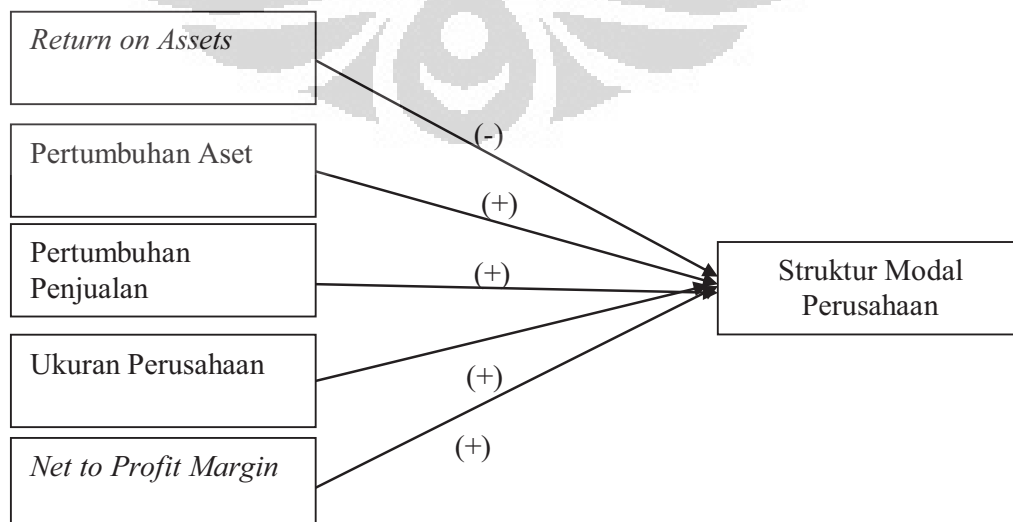 Return on Assets
(-)
Pertumbuhan Aset
(+)
Pertumbuhan
Penjualan
(+)
Struktur Modal
Perusahaan
Ukuran Perusahaan
(+)
(+)
Net to Profit Margin